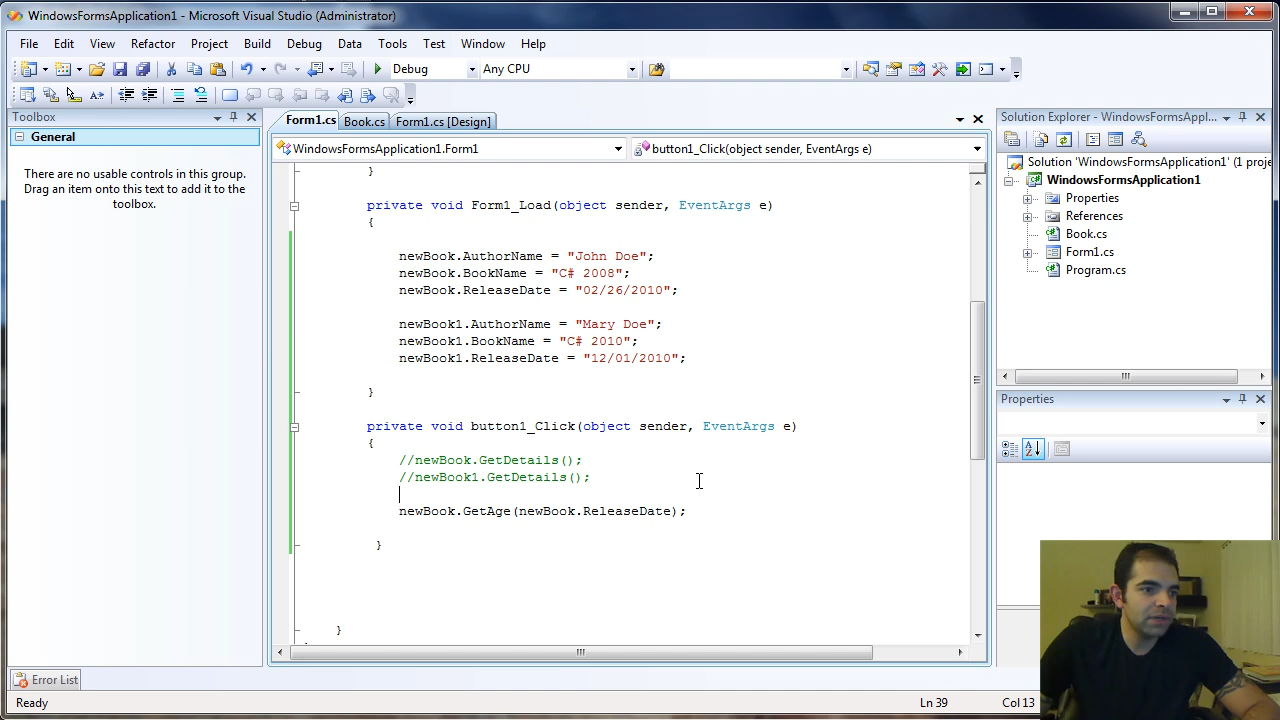 WindowsFormsApplication1 - Microsoft Visual Studio (Administrator)
File Edit View Refactor Project Build Debug Data Tools Test Window Help
Debug Any CPU
Toolbox
General
There are no usable controls in this group.
Drag an item onto this text to add it to the
toolbox.
Form1.cs Book.cs Form1.cs [Design]
WindowsFormsApplication1.Form1 button1_Click(object sender, EventArgs e)
}
private void Form1_Load(object sender, EventArgs e)
{
newBook.AuthorName = "John Doe";
newBook.BookName = "C# 2008";
newBook.ReleaseDate = "02/26/2010";
newBook1.AuthorName = "Mary Doe";
newBook1.BookName = "C# 2010";
newBook1.ReleaseDate = "12/01/2010";
}
private void button1_Click(object sender, EventArgs e)
{
//newBook.GetDetails();
//newBook1.GetDetails();
newBook.GetAge(newBook.ReleaseDate);
}
}
Solution Explorer - WindowsFormsAppl...
Solution 'WindowsFormsApplication1' (1 proje
WindowsFormsApplication1
Properties
References
Book.cs
Form1.cs
Program.cs
Properties
Error List
Ready Ln 39 Col 13